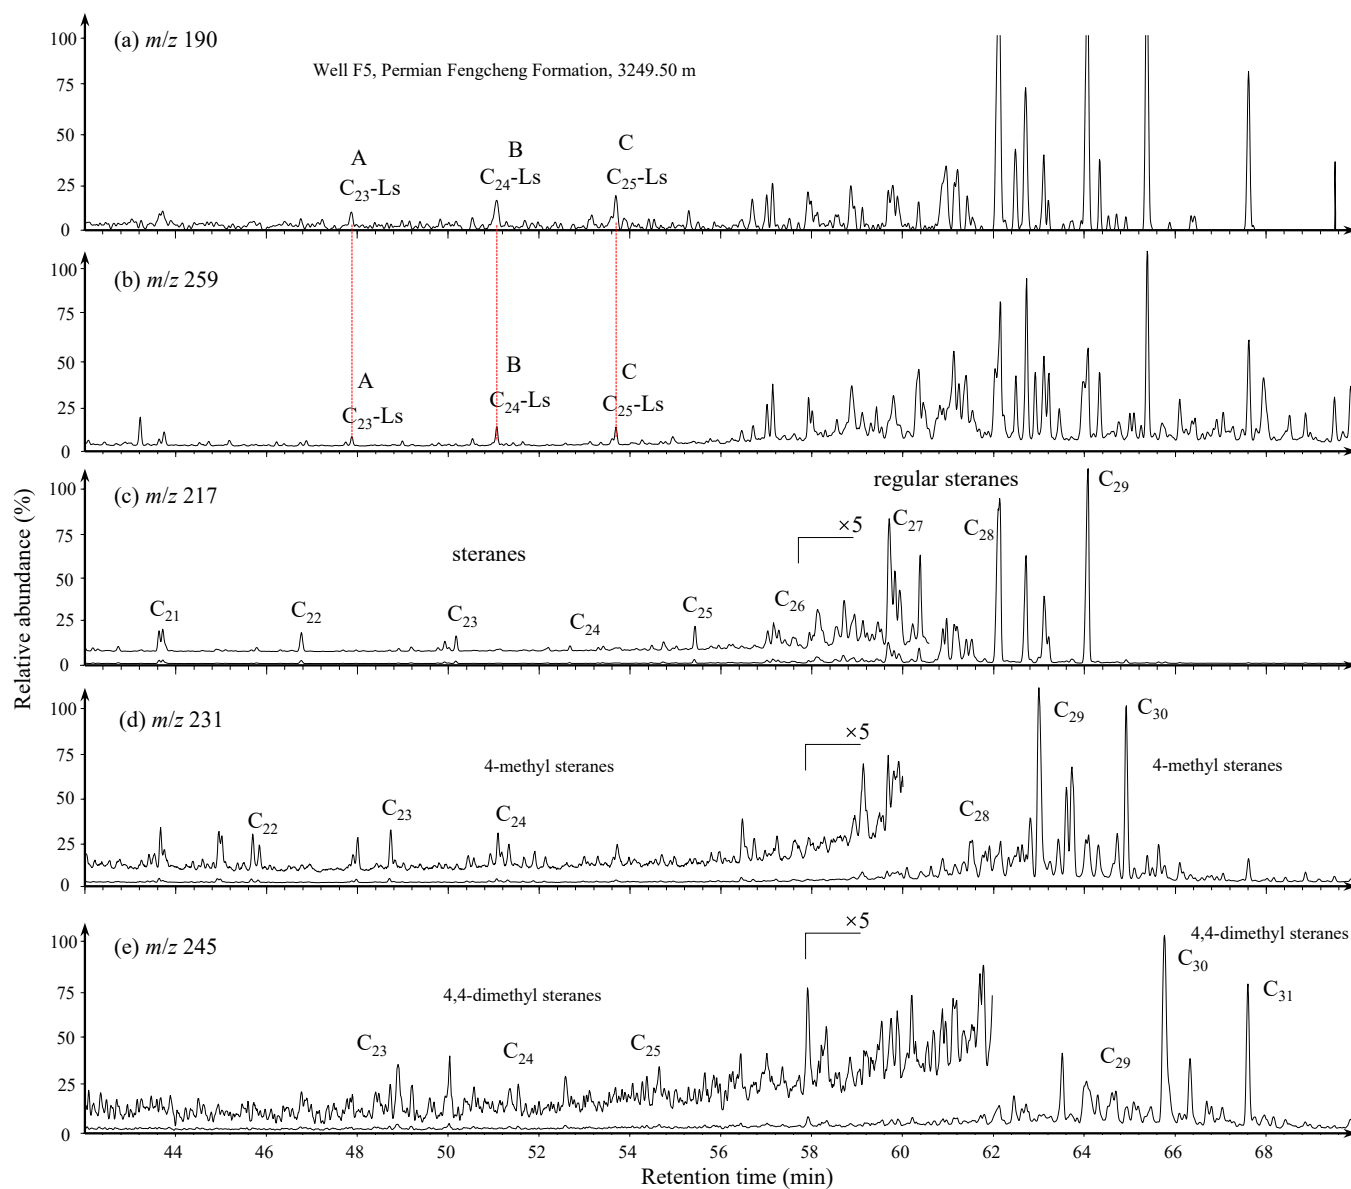 (a) m/z 190
Well F5, Permian Fengcheng Formation, 3249.50 m
100
75
50
25
0
A
C₂₃-Ls
B
C₂₄-Ls
C
C₂₅-Ls
(b) m/z 259
100
75
50
25
0
A
C₂₃-Ls
B
C₂₄-Ls
C
C₂₅-Ls
(c) m/z 217
100
75
50
25
0
regular steranes
steranes
×5
C₂₁
C₂₂
C₂₃
C₂₄
C₂₅
C₂₆
C₂₇
C₂₈
C₂₉
Relative abundance (%)
(d) m/z 231
100
75
50
25
0
4-methyl steranes
×5
4-methyl steranes
C₂₂
C₂₃
C₂₄
C₂₈
C₂₉
C₃₀
(e) m/z 245
100
75
50
25
0
×5
4,4-dimethyl steranes
4,4-dimethyl steranes
C₂₃
C₂₄
C₂₅
C₂₉
C₃₀
C₃₁
44 46 48 50 52 54 56 58 60 62 64 66 68
Retention time (min)